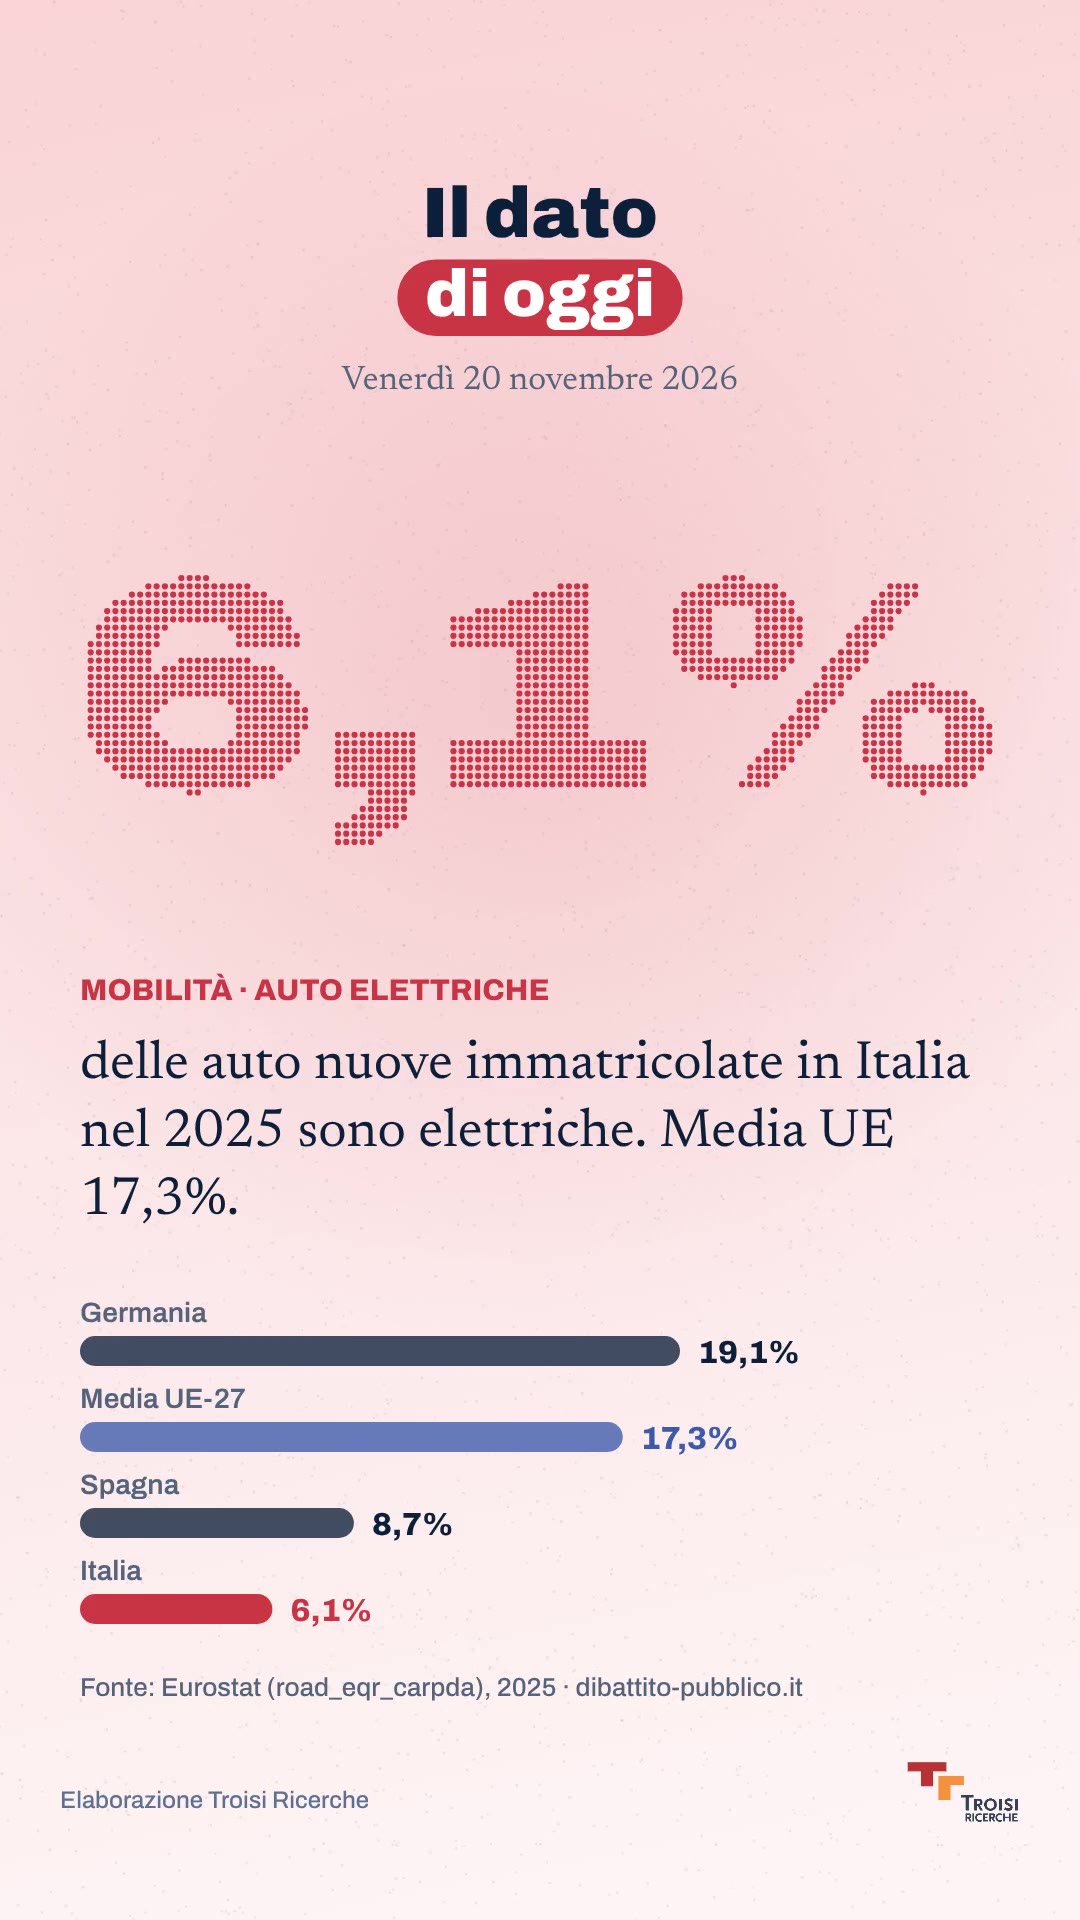 Il dato
di oggi
Venerdì 20 novembre 2026
6,1%
MOBILITÀ · AUTO ELETTRICHE
delle auto nuove immatricolate in Italia
nel 2025 sono elettriche. Media UE
17,3%.
Germania
19,1%
Media UE-27
17,3%
Spagna
8,7%
Italia
6,1%
Fonte: Eurostat (road_eqr_carpda), 2025 · dibattito-pubblico.it
Elaborazione Troisi Ricerche
TROISI
RICERCHE